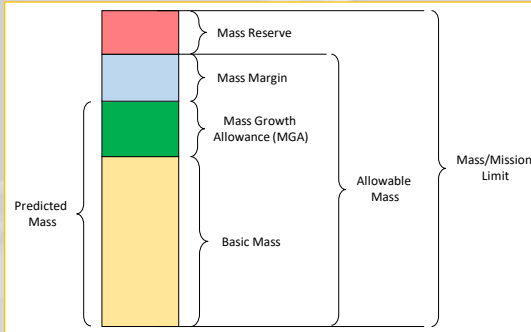 Mass Reserve
Mass Margin
Mass Growth
Allowance (MGA)
Mass/Mission
Limit
Allowable
Mass
Predicted
Mass
Basic Mass